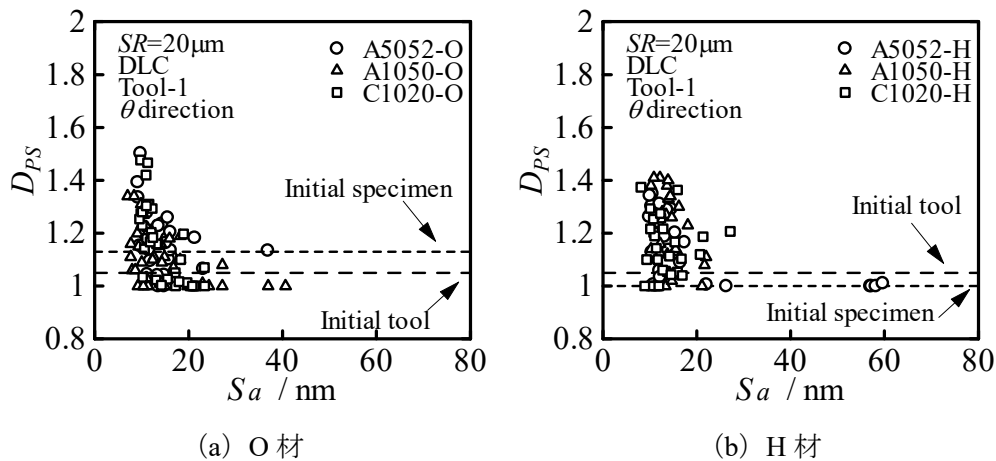 2
1.8
1.6
1.4
1.2
1
0.8
D_PS
SR=20μm
DLC
Tool-1
θ direction
A5052-O
A1050-O
C1020-O
Initial specimen
Initial tool
0 20 40 60 80
Sa / nm
(a) O 材
2
1.8
1.6
1.4
1.2
1
0.8
D_PS
SR=20μm
DLC
Tool-1
θ direction
A5052-H
A1050-H
C1020-H
Initial tool
Initial specimen
0 20 40 60 80
Sa / nm
(b) H 材